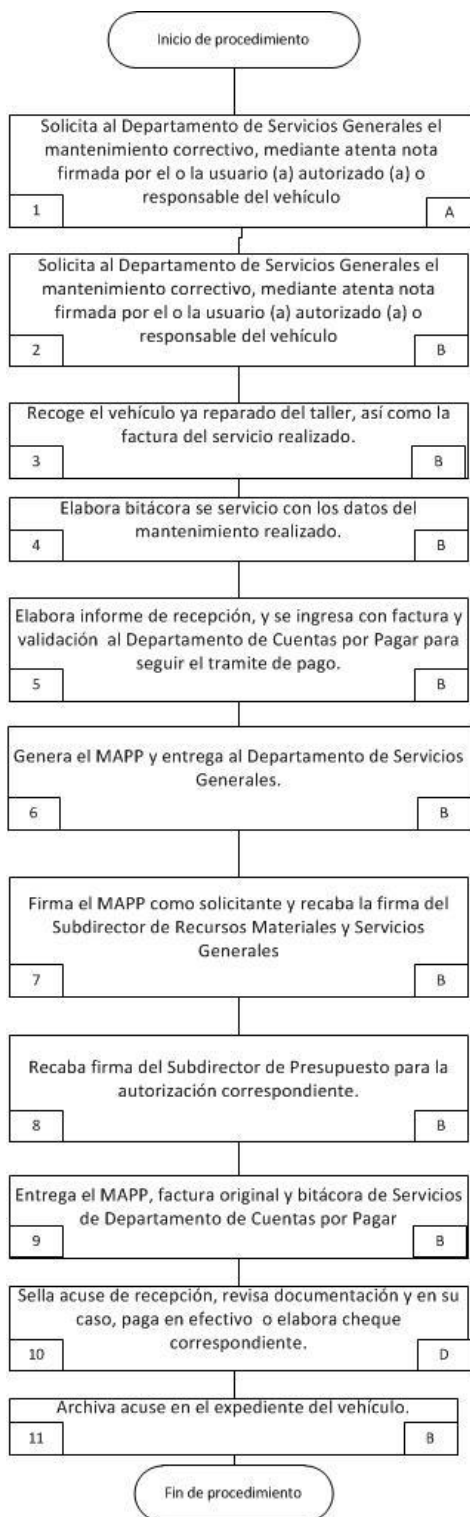 Inicio de procedimiento
Solicita al Departamento de Servicios Generales el
mantenimiento correctivo, mediante atenta nota
firmada por el o la usuario (a) autorizado (a) o
responsable del vehículo
1
A
Solicita al Departamento de Servicios Generales el
mantenimiento correctivo, mediante atenta nota
firmada por el o la usuario (a) autorizado (a) o
responsable del vehículo
2
B
Recoge el vehículo ya reparado del taller, así como la
factura del servicio realizado.
3
B
Elabora bitácora se servicio con los datos del
mantenimiento realizado.
4
B
Elabora informe de recepción, y se ingresa con factura y
validación al Departamento de Cuentas por Pagar para
seguir el tramite de pago.
5
B
Genera el MAPP y entrega al Departamento de Servicios
Generales.
6
B
Firma el MAPP como solicitante y recaba la firma del
Subdirector de Recursos Materiales y Servicios
Generales
7
B
Recaba firma del Subdirector de Presupuesto para la
autorización correspondiente.
8
B
Entrega el MAPP, factura original y bitácora de Servicios
de Departamento de Cuentas por Pagar
9
B
Sella acuse de recepción, revisa documentación y en su
caso, paga en efectivo o elabora cheque
correspondiente.
10
D
Archiva acuse en el expediente del vehículo.
11
B
Fin de procedimiento